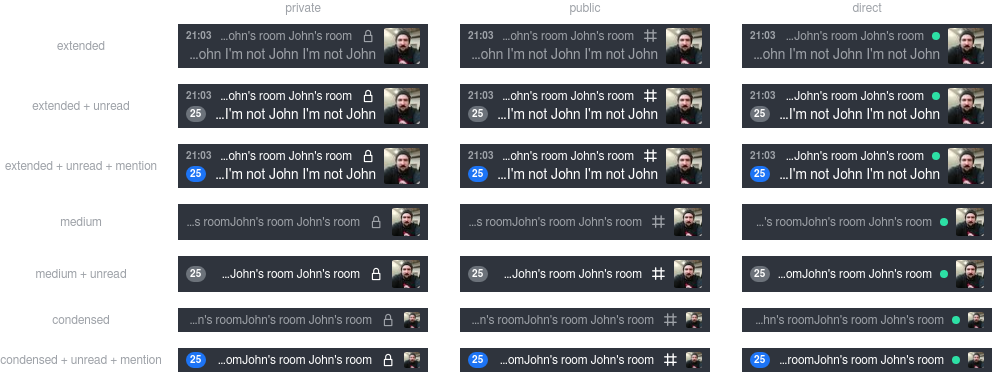 private public direct
extended
21:03 ...ohn's room John's room
...ohn I'm not John I'm not John
21:03 ...ohn's room John's room
...ohn I'm not John I'm not John
21:03 ...John's room John's room
...ohn I'm not John I'm not John
extended + unread
21:03 ...ohn's room John's room
25 ...I'm not John I'm not John
21:03 ...ohn's room John's room
25 ...I'm not John I'm not John
21:03 ...John's room John's room
25 ...I'm not John I'm not John
extended + unread + mention
21:03 ...ohn's room John's room
25 ...I'm not John I'm not John
21:03 ...ohn's room John's room
25 ...I'm not John I'm not John
21:03 ...John's room John's room
25 ...I'm not John I'm not John
medium
...s roomJohn's room John's room
...s roomJohn's room John's room
...'s roomJohn's room John's room
medium + unread
25 ...John's room John's room
25 ...John's room John's room
25 ...omJohn's room John's room
condensed
...n's roomJohn's room John's room
...n's roomJohn's room John's room
...hn's roomJohn's room John's room
condensed + unread + mention
25 ...omJohn's room John's room
25 ...omJohn's room John's room
25 ...roomJohn's room John's room